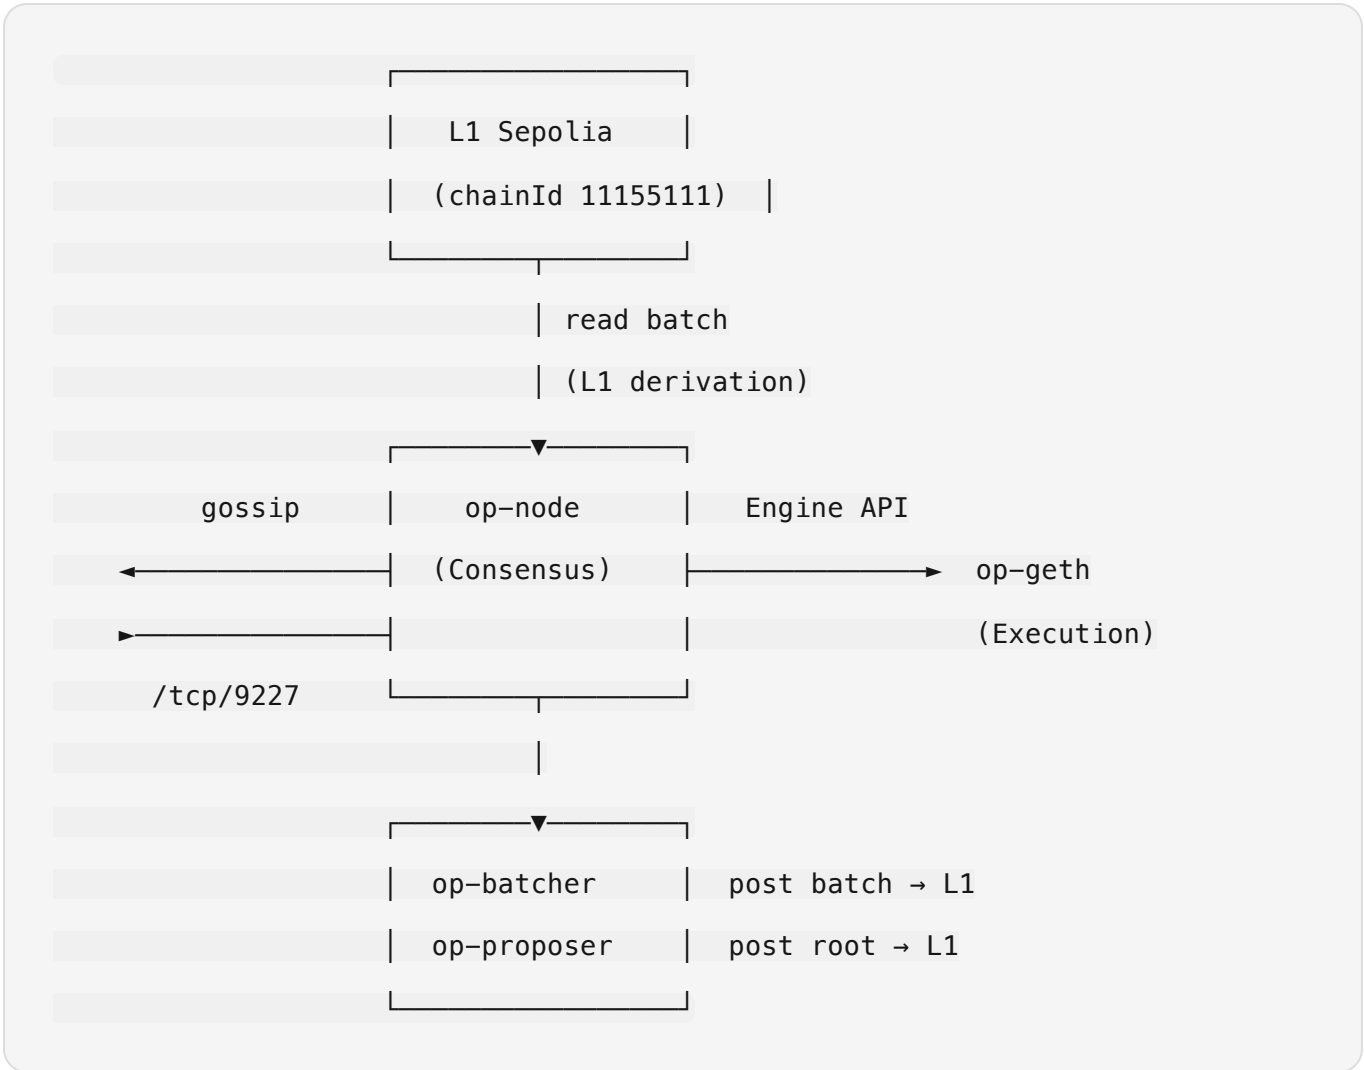 L1 Sepolia
(chainId 11155111)
read batch
(L1 derivation)
gossip op-node Engine API
(Consensus) op-geth
(Execution)
/tcp/9227
op-batcher post batch → L1
op-proposer post root → L1